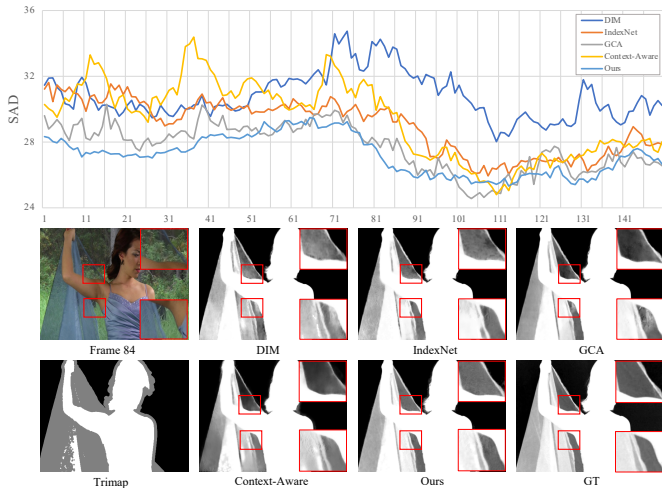 DIM
IndexNet
GCA
Context-Aware
Ours
SAD
36
32
28
24
1 11 21 31 41 51 61 71 81 91 101 111 121 131 141
Frame 84 DIM IndexNet GCA
Trimap Context-Aware Ours GT